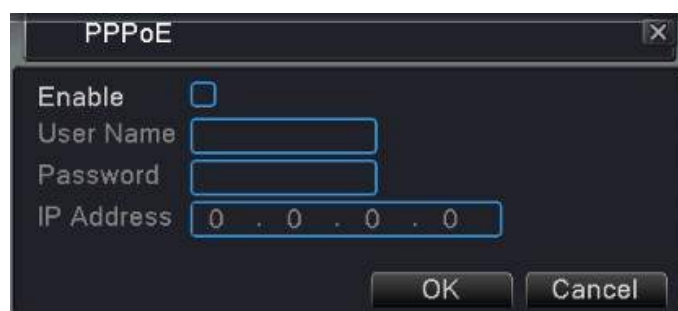 PPPoE
Enable
User Name
Password
IP Address 0 . 0 . 0 . 0
OK Cancel